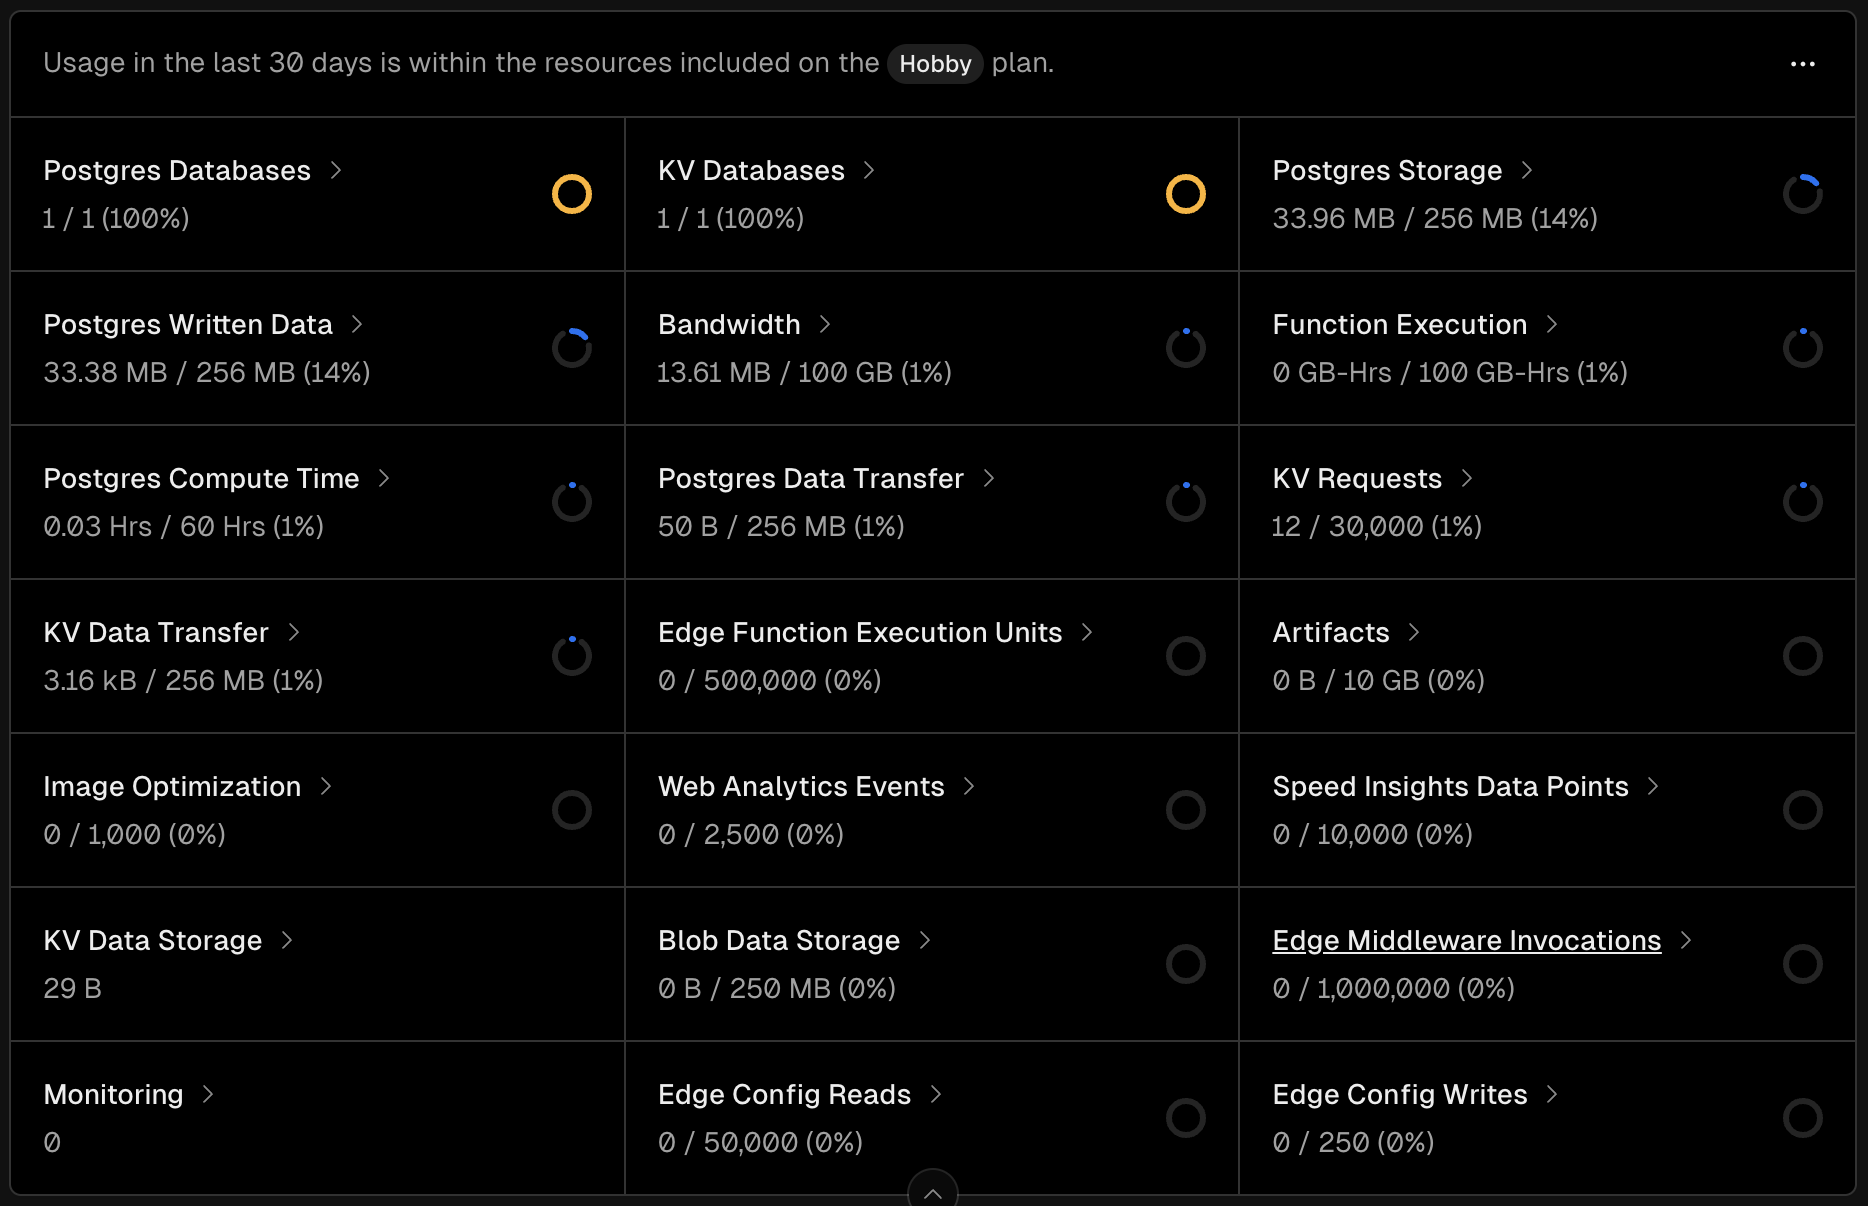 Usage in the last 30 days is within the resources included on the Hobby plan.
Postgres Databases
1 / 1 (100%)
KV Databases
1 / 1 (100%)
Postgres Storage
33.96 MB / 256 MB (14%)
Postgres Written Data
33.38 MB / 256 MB (14%)
Bandwidth
13.61 MB / 100 GB (1%)
Function Execution
0 GB-Hrs / 100 GB-Hrs (1%)
Postgres Compute Time
0.03 Hrs / 60 Hrs (1%)
Postgres Data Transfer
50 B / 256 MB (1%)
KV Requests
12 / 30,000 (1%)
KV Data Transfer
3.16 kB / 256 MB (1%)
Edge Function Execution Units
0 / 500,000 (0%)
Artifacts
0 B / 10 GB (0%)
Image Optimization
0 / 1,000 (0%)
Web Analytics Events
0 / 2,500 (0%)
Speed Insights Data Points
0 / 10,000 (0%)
KV Data Storage
29 B
Blob Data Storage
0 B / 250 MB (0%)
Edge Middleware Invocations
0 / 1,000,000 (0%)
Monitoring
0
Edge Config Reads
0 / 50,000 (0%)
Edge Config Writes
0 / 250 (0%)